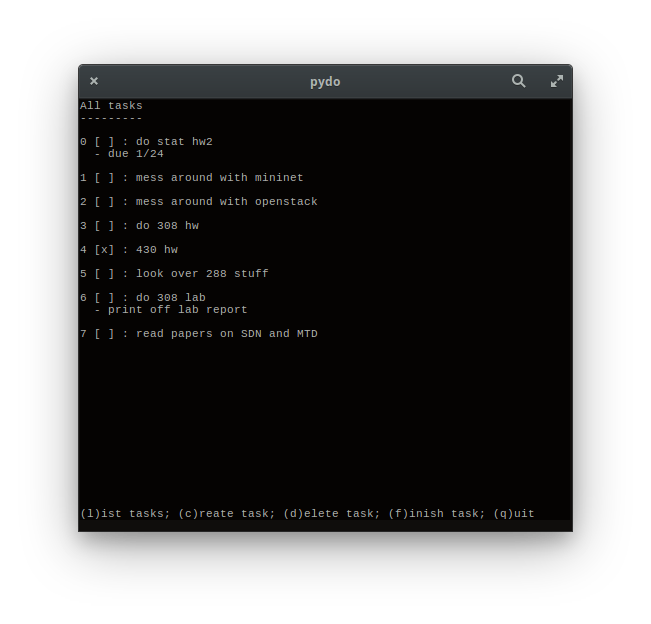 pydo
All tasks
---------
0 [ ] : do stat hw2
  - due 1/24
1 [ ] : mess around with mininet
2 [ ] : mess around with openstack
3 [ ] : do 308 hw
4 [x] : 430 hw
5 [ ] : look over 288 stuff
6 [ ] : do 308 lab
  - print off lab report
7 [ ] : read papers on SDN and MTD
(l)ist tasks; (c)reate task; (d)elete task; (f)inish task; (q)uit